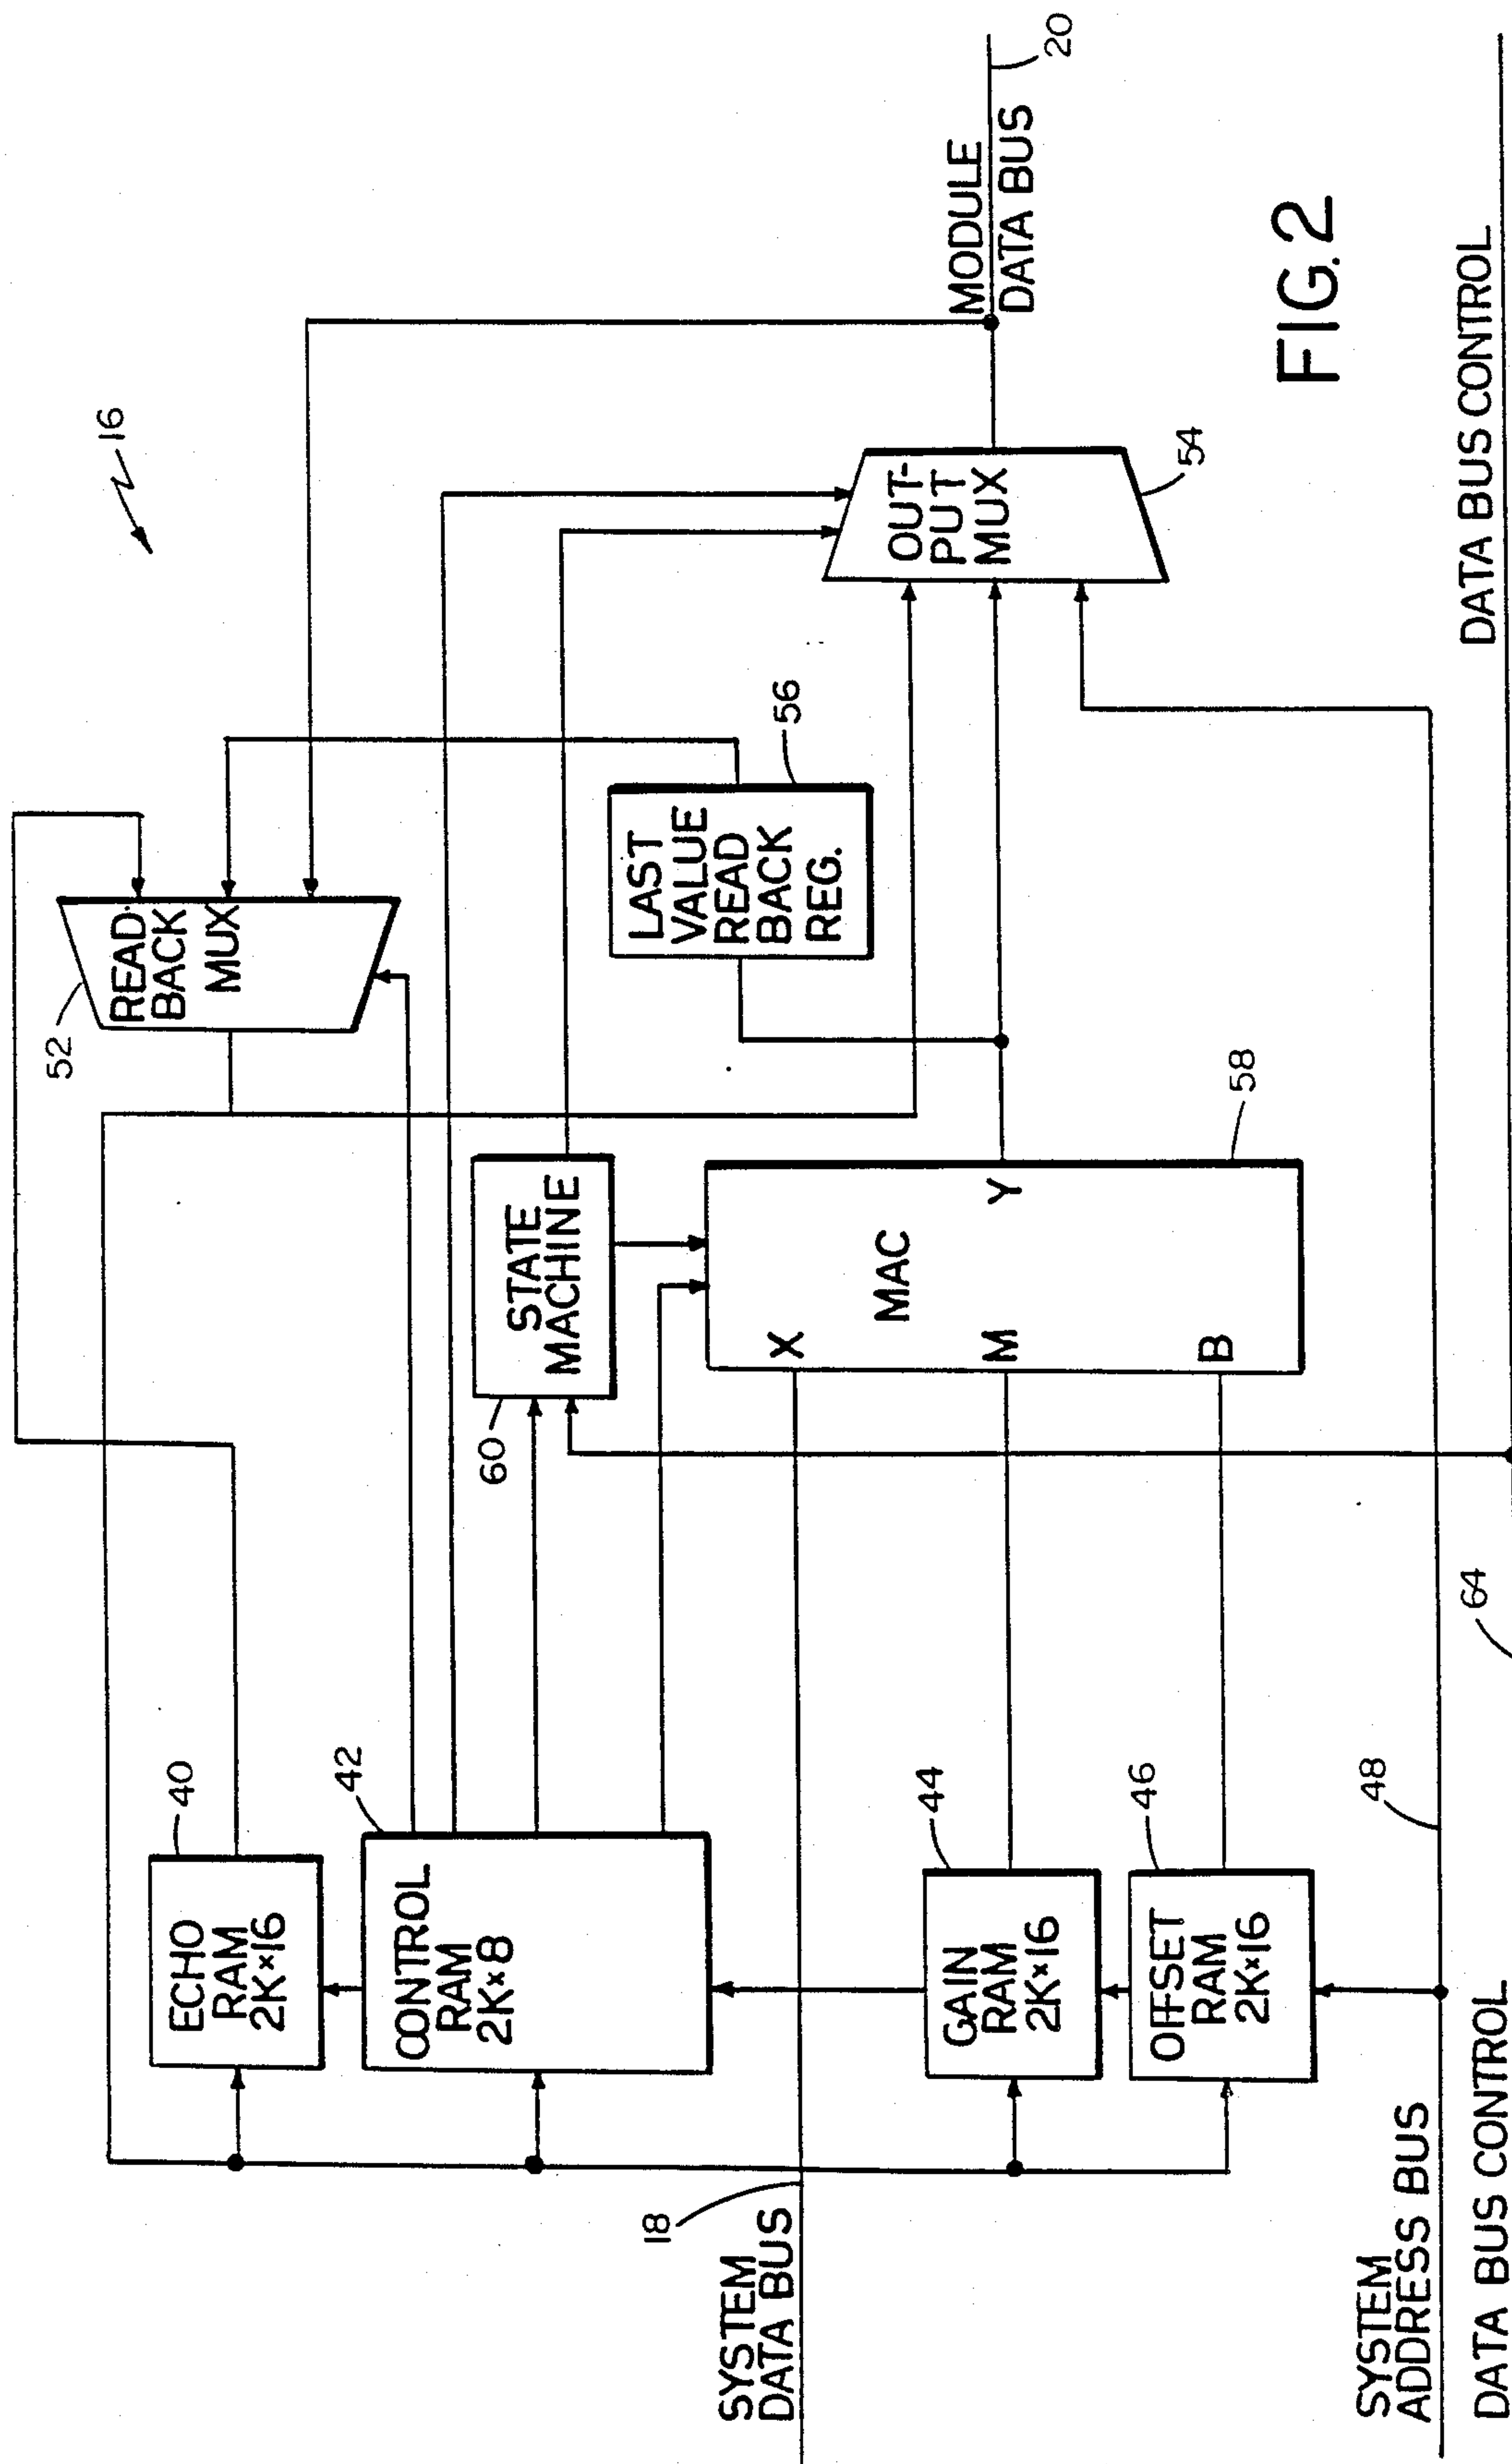 16
52
READ-
BACK
MUX
40
ECHO
RAM
2K×16
42
CONTROL
RAM
2K×8
60
STATE
MACHINE
LAST
VALUE
READ
BACK
REG.
56
OUT-
PUT
MUX
54
MODULE
DATA BUS
20
SYSTEM
DATA BUS
18
X
MAC
M
Y
B
58
44
GAIN
RAM
2K×16
46
OFFSET
RAM
2K×16
SYSTEM
ADDRESS BUS
48
DATA BUS CONTROL
64
DATA BUS CONTROL
FIG. 2